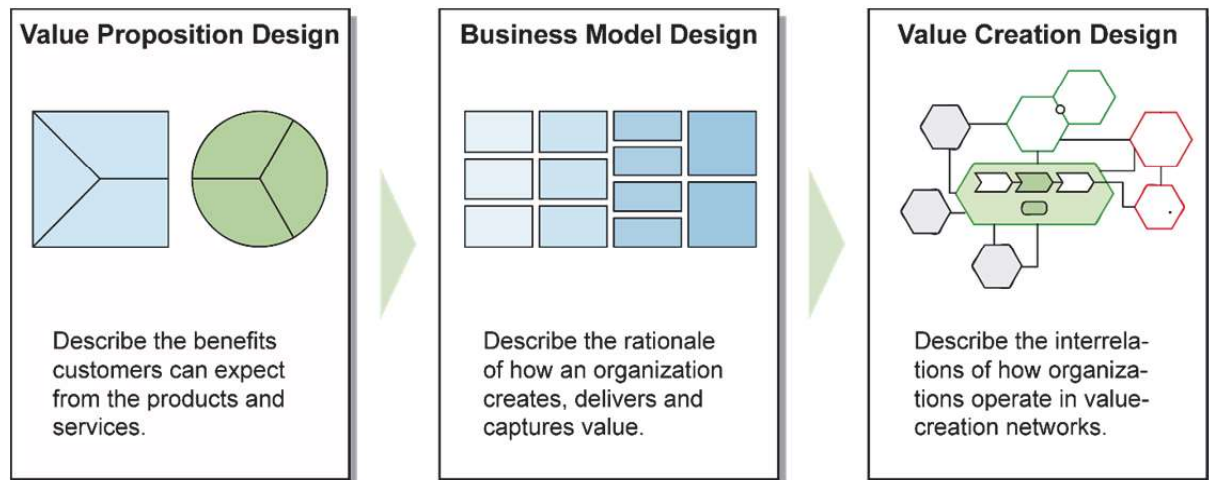 Value Proposition Design
Describe the benefits
customers can expect
from the products and
services.
Business Model Design
Describe the rationale
of how an organization
creates, delivers and
captures value.
Value Creation Design
Describe the interrela-
tions of how organiza-
tions operate in value-
creation networks.